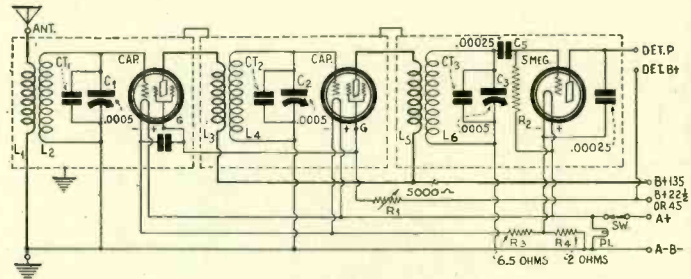 ANT.
CT₁
C₁
.0005
CAP.
G
L₁
L₂
CT₂
C₂
.0005
CAP.
G
L₃
L₄
.00025
C₅
CT₃
C₃
.0005
5 MEG.
R₂
.00025
L₅
L₆
DET. P
DET. B+
5000 ~
R₁
B+135
B+22½
OR 45
A+
SW.
PL
R₃
R₄
A-B-
6.5 OHMS
2 OHMS